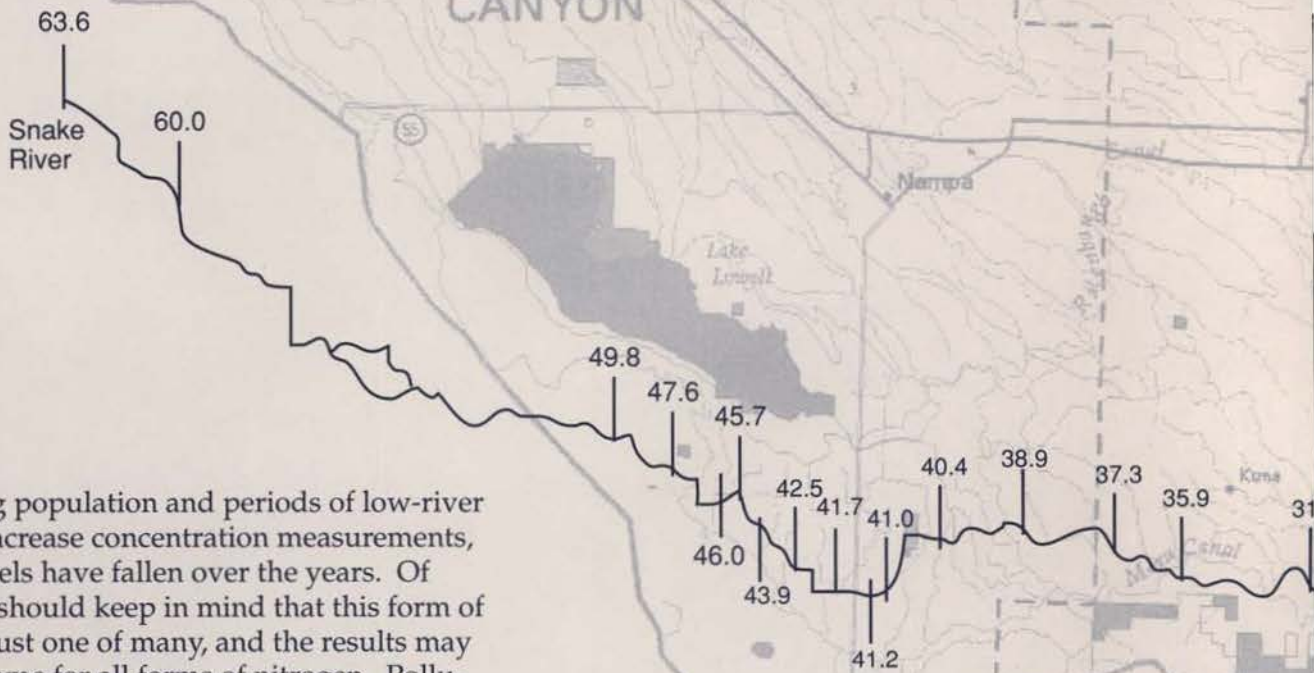 CANYON
63.6
Snake
River
60.0
55
Nampa
Lake
Lowell
49.8
47.6
45.7
46.0
43.9
42.5
41.7
41.2
41.0
40.4
38.9
37.3
35.9
31
Kuna
Canal
Canal
g population and periods of low-river
ncrease concentration measurements,
els have fallen over the years. Of
should keep in mind that this form of
ust one of many, and the results may